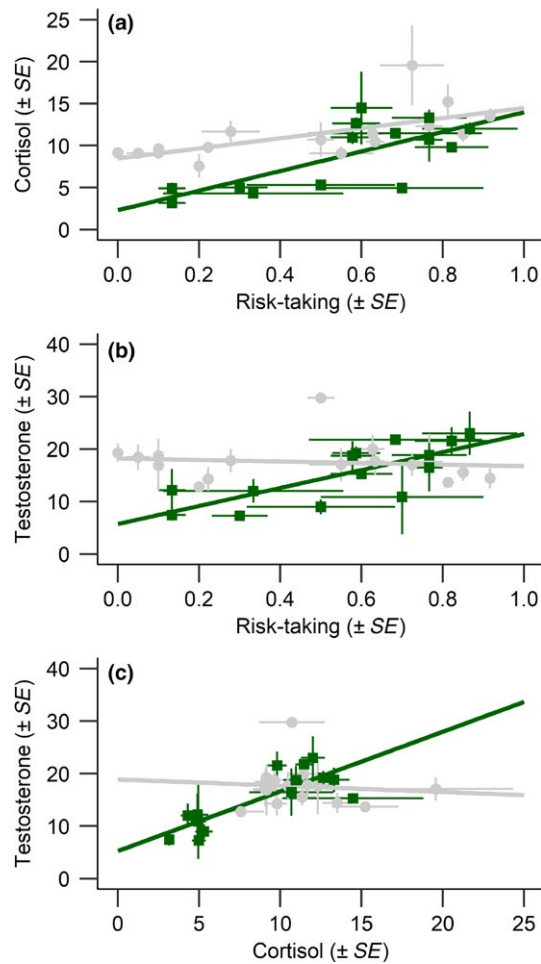 (a)
25
20
15
10
5
0
Cortisol (± SE)
0.0 0.2 0.4 0.6 0.8 1.0
Risk-taking (± SE)
(b)
40
30
20
10
0
Testosterone (± SE)
0.0 0.2 0.4 0.6 0.8 1.0
Risk-taking (± SE)
(c)
40
30
20
10
0
Testosterone (± SE)
0 5 10 15 20 25
Cortisol (± SE)